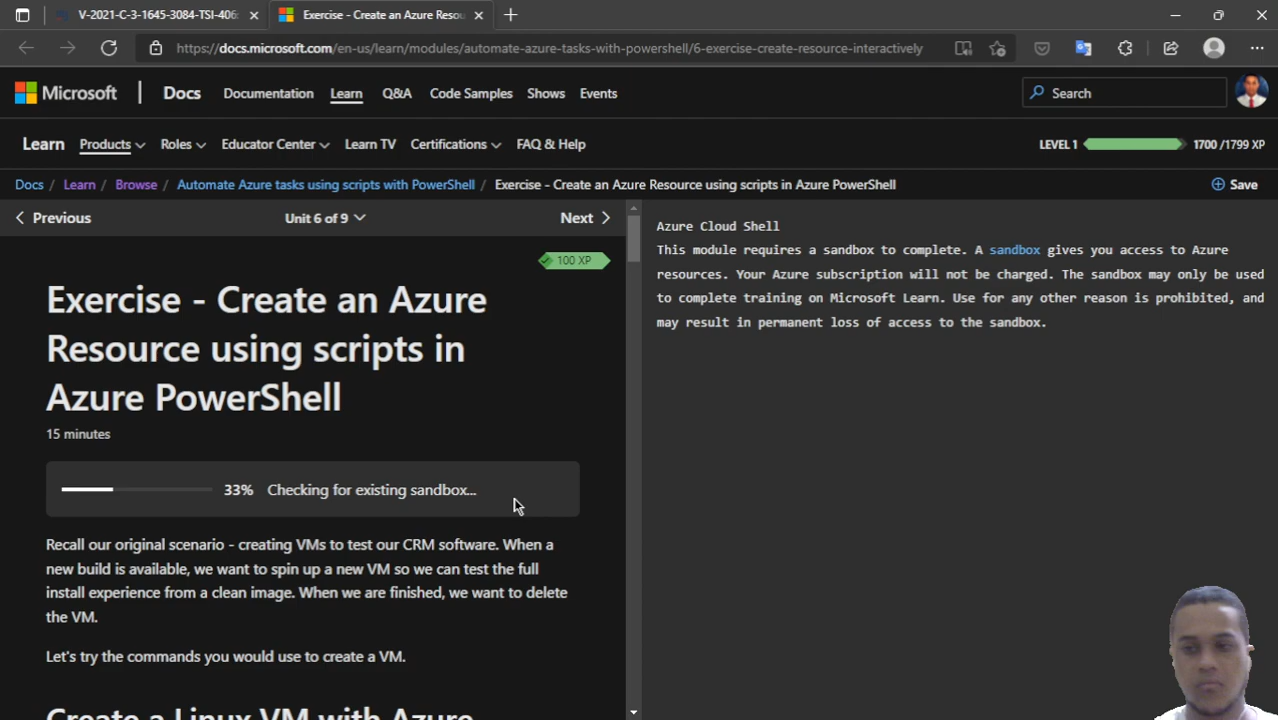 V-2021-C-3-1645-3084-TSI-406
Exercise - Create an Azure Resou
https://docs.microsoft.com/en-us/learn/modules/automate-azure-tasks-with-powershell/6-exercise-create-resource-interactively
Microsoft
Docs
Documentation
Learn
Q&A
Code Samples
Shows
Events
Search
Learn
Products
Roles
Educator Center
Learn TV
Certifications
FAQ & Help
LEVEL 1
1700 /1799 XP
Docs / Learn / Browse / Automate Azure tasks using scripts with PowerShell / Exercise - Create an Azure Resource using scripts in Azure PowerShell
Save
Previous
Unit 6 of 9
Next
100 XP
Exercise - Create an Azure
Resource using scripts in
Azure PowerShell
15 minutes
33% Checking for existing sandbox...
Recall our original scenario - creating VMs to test our CRM software. When a
new build is available, we want to spin up a new VM so we can test the full
install experience from a clean image. When we are finished, we want to delete
the VM.
Let's try the commands you would use to create a VM.
Create a Linux VM with Azure
Azure Cloud Shell
This module requires a sandbox to complete. A sandbox gives you access to Azure
resources. Your Azure subscription will not be charged. The sandbox may only be used
to complete training on Microsoft Learn. Use for any other reason is prohibited, and
may result in permanent loss of access to the sandbox.